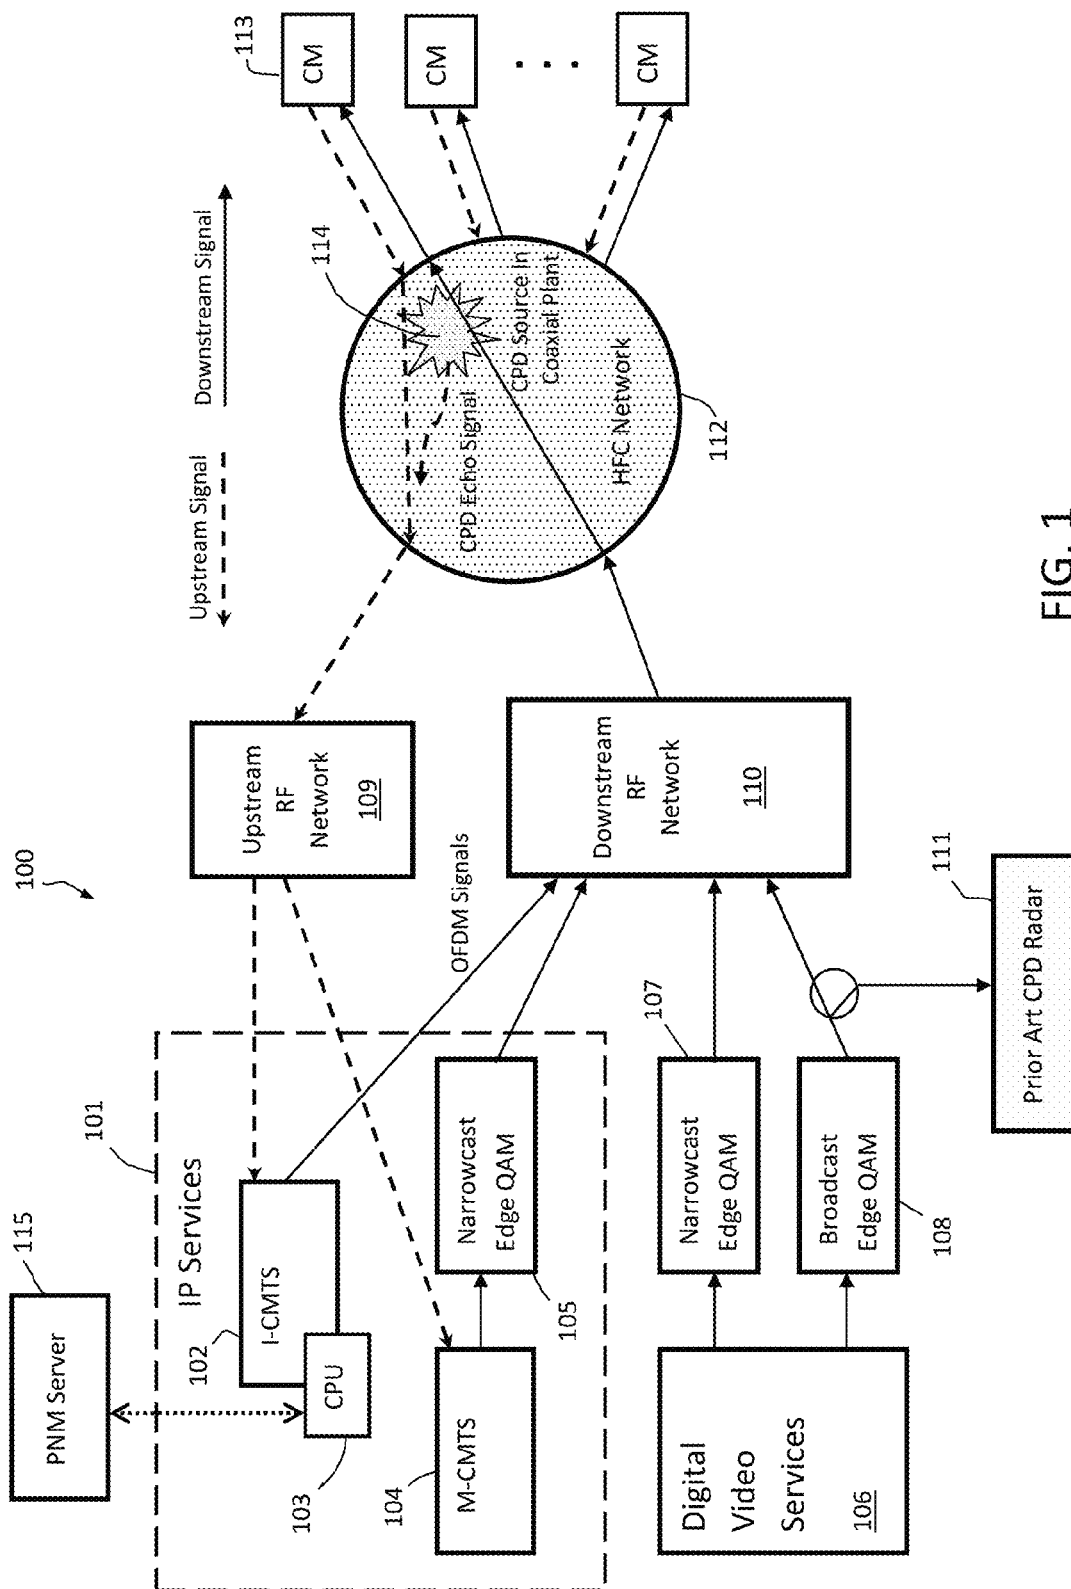 100
115
PNM Server
101
IP Services
102
I-CMTS
CPU
103
104
M-CMTS
Narrowcast
Edge QAM
105
Digital
Video
Services
106
Narrowcast
Edge QAM
107
Broadcast
Edge QAM
108
Upstream
RF
Network
109
OFDM Signals
Downstream
RF
Network
110
Prior Art CPD Radar
111
Upstream Signal
Downstream Signal
114
CPD Echo Signal
CPD Source In
Coaxial Plant
HFC Network
112
113
CM
CM
. . .
CM
FIG. 1